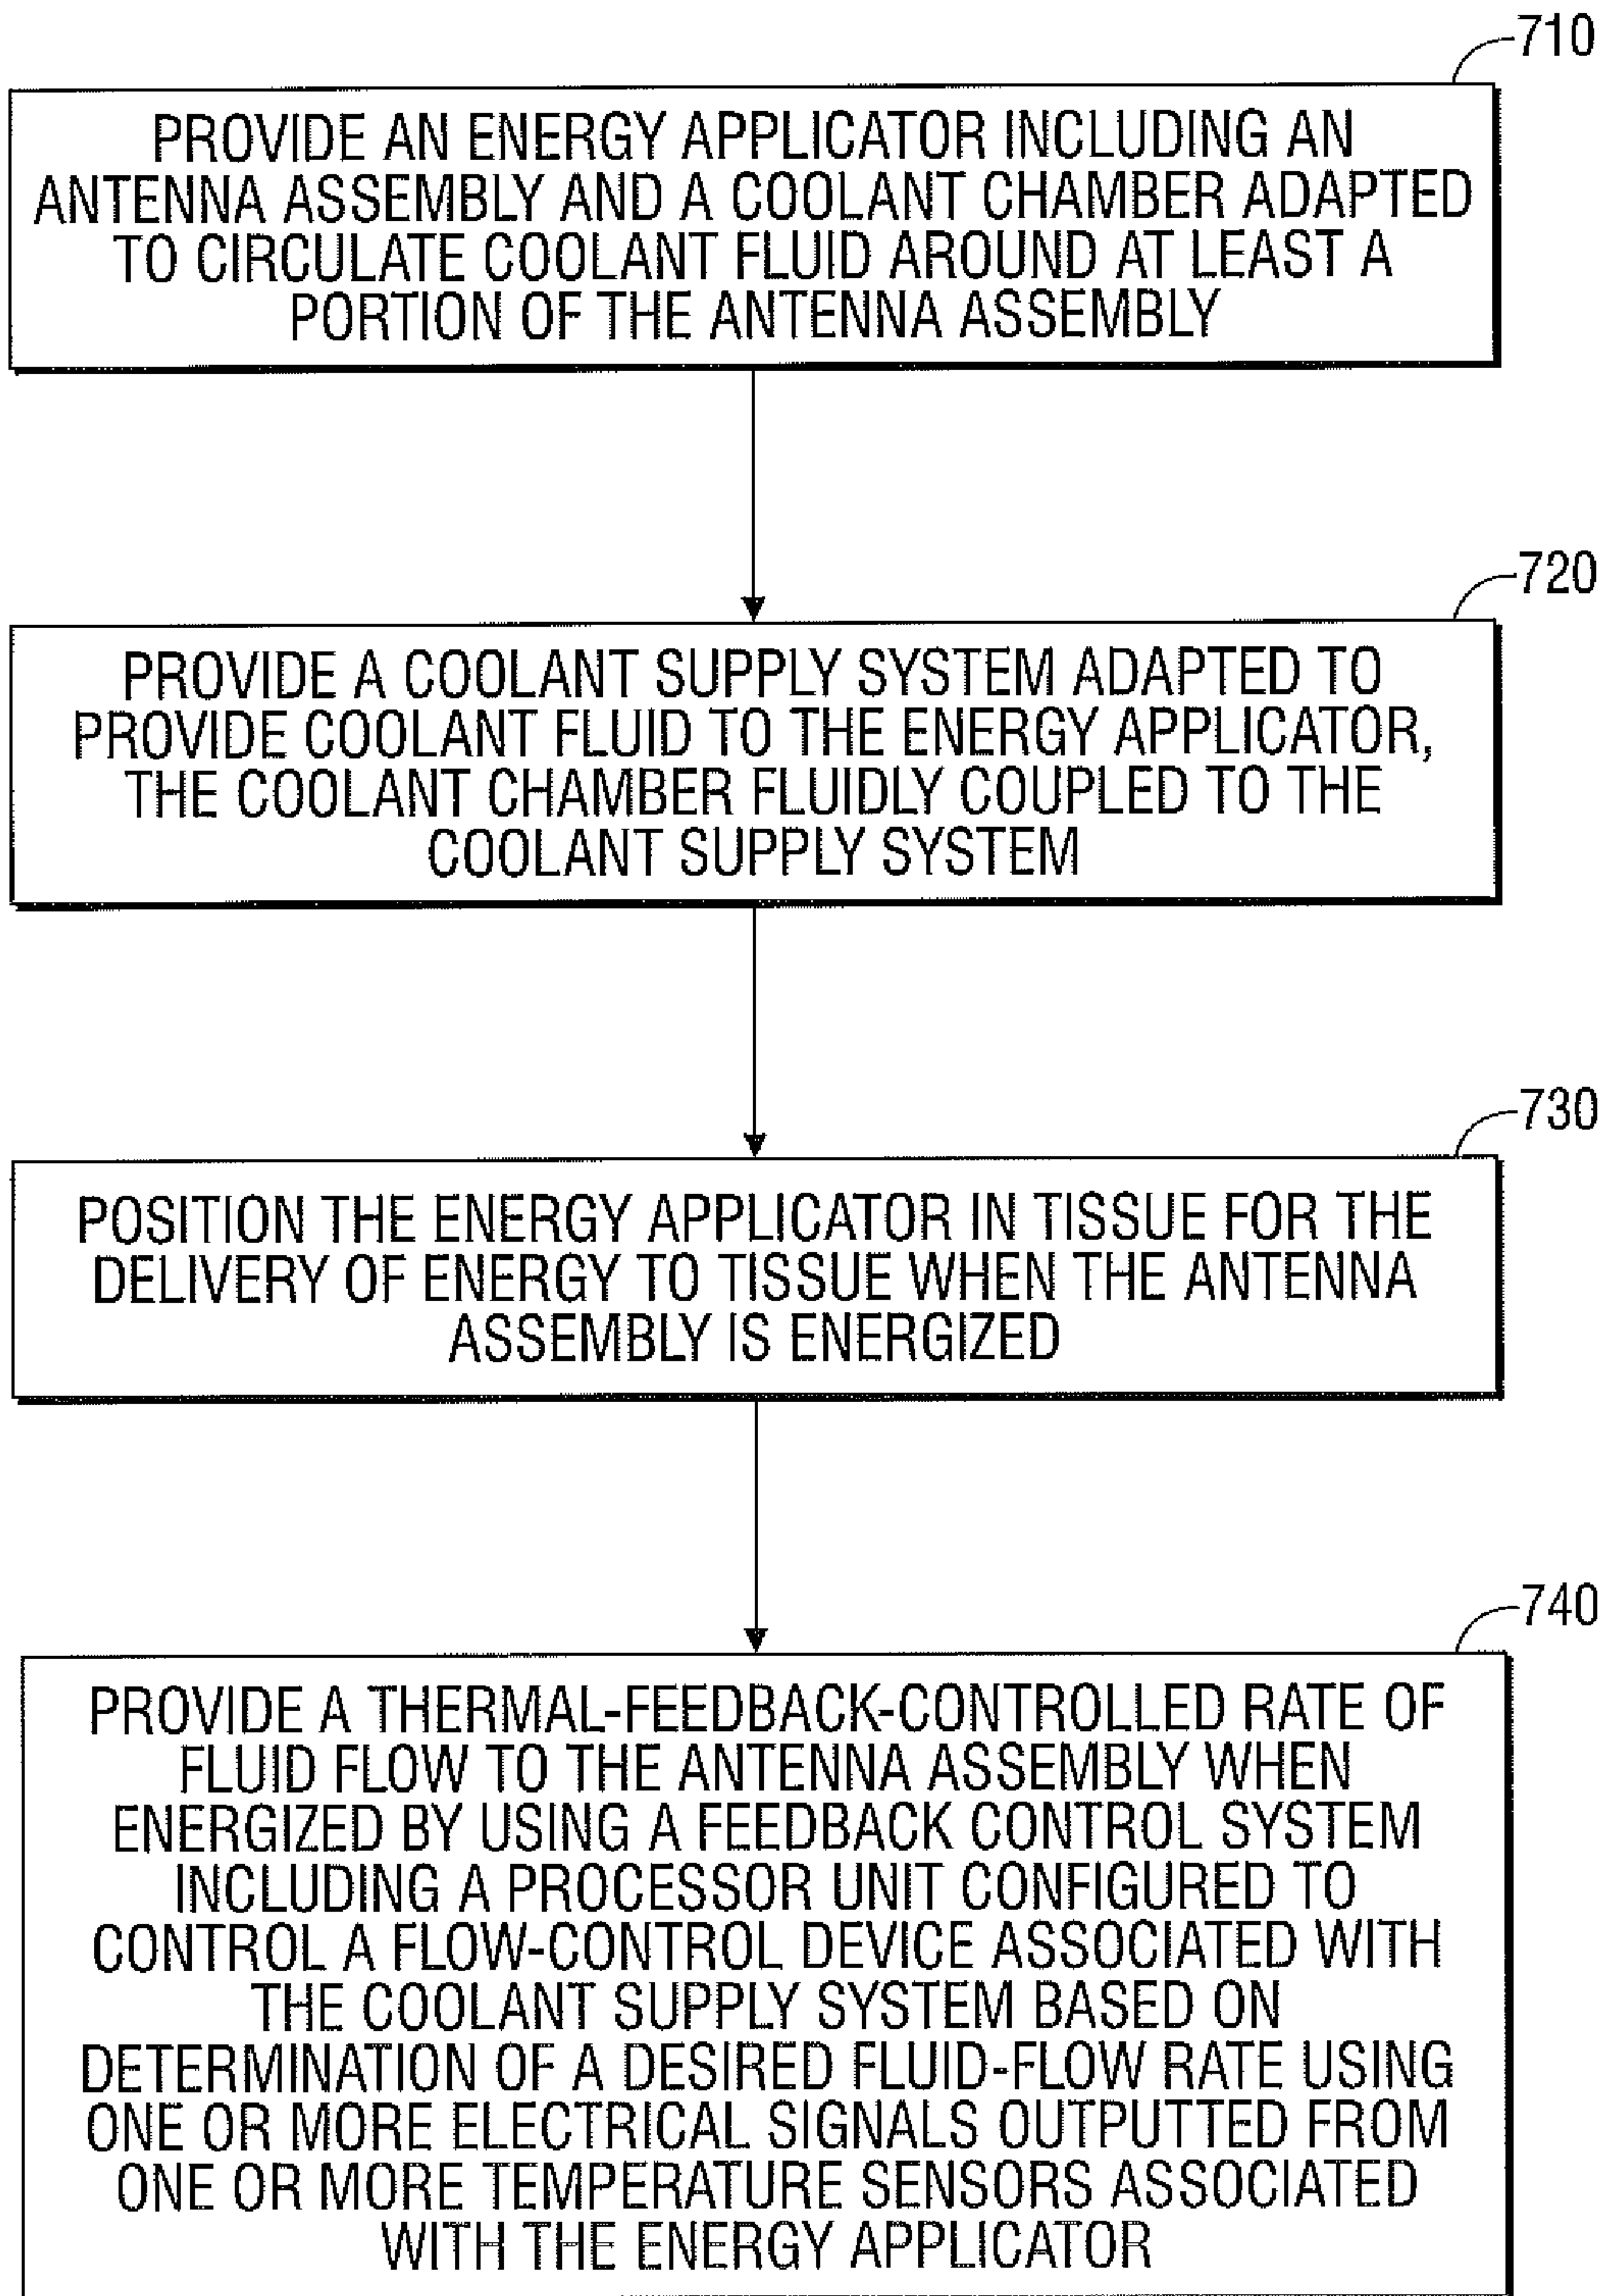 710
PROVIDE AN ENERGY APPLICATOR INCLUDING AN
ANTENNA ASSEMBLY AND A COOLANT CHAMBER ADAPTED
TO CIRCULATE COOLANT FLUID AROUND AT LEAST A
PORTION OF THE ANTENNA ASSEMBLY
720
PROVIDE A COOLANT SUPPLY SYSTEM ADAPTED TO
PROVIDE COOLANT FLUID TO THE ENERGY APPLICATOR,
THE COOLANT CHAMBER FLUIDLY COUPLED TO THE
COOLANT SUPPLY SYSTEM
730
POSITION THE ENERGY APPLICATOR IN TISSUE FOR THE
DELIVERY OF ENERGY TO TISSUE WHEN THE ANTENNA
ASSEMBLY IS ENERGIZED
740
PROVIDE A THERMAL-FEEDBACK-CONTROLLED RATE OF
FLUID FLOW TO THE ANTENNA ASSEMBLY WHEN
ENERGIZED BY USING A FEEDBACK CONTROL SYSTEM
INCLUDING A PROCESSOR UNIT CONFIGURED TO
CONTROL A FLOW-CONTROL DEVICE ASSOCIATED WITH
THE COOLANT SUPPLY SYSTEM BASED ON
DETERMINATION OF A DESIRED FLUID-FLOW RATE USING
ONE OR MORE ELECTRICAL SIGNALS OUTPUTTED FROM
ONE OR MORE TEMPERATURE SENSORS ASSOCIATED
WITH THE ENERGY APPLICATOR